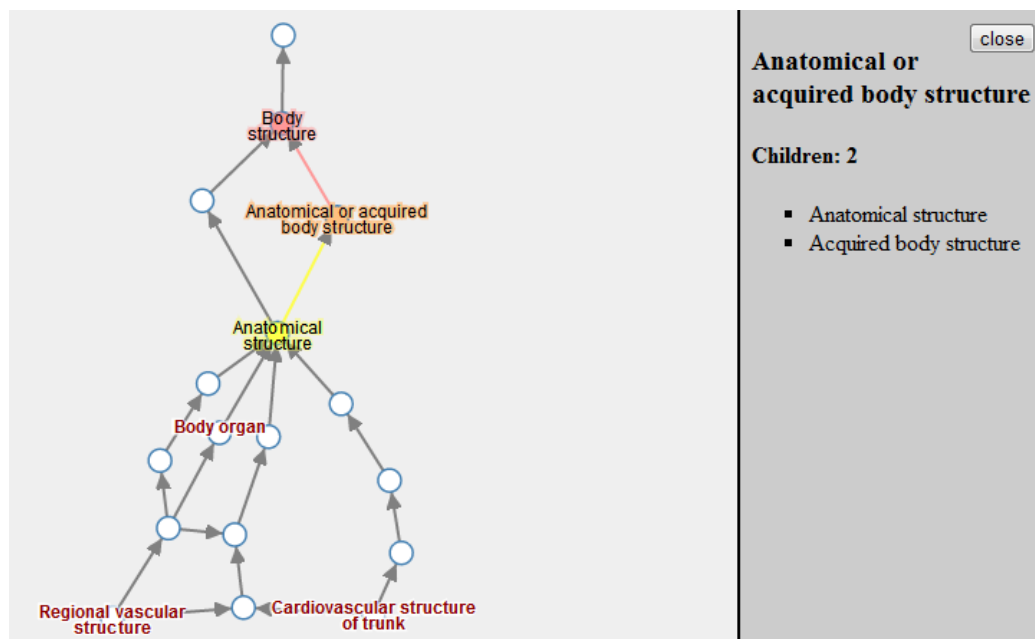 Body
structure
Anatomical or acquired
body structure
Anatomical
structure
Body organ
Regional vascular
structure
Cardiovascular structure
of trunk
close
Anatomical or
acquired body structure
Children: 2
Anatomical structure
Acquired body structure